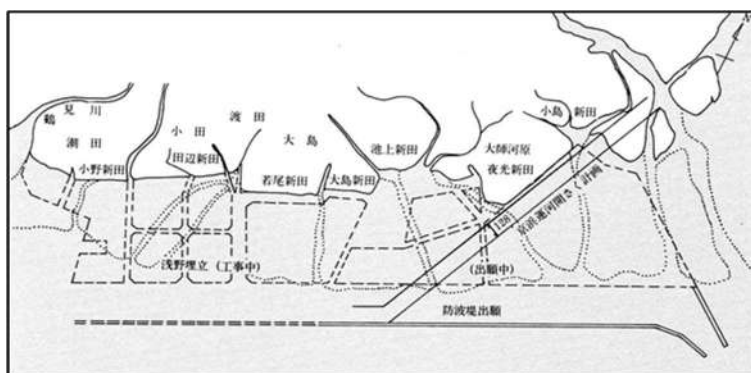 鶴見川
潮田
小野新田
小田
渡田
田辺新田
大島
若尾新田
大島新田
池上新田
大師河原
夜光新田
小島新田
128
京浜運河開さく計画
浅野埋立(工事中)
(出願中)
防波堤出願